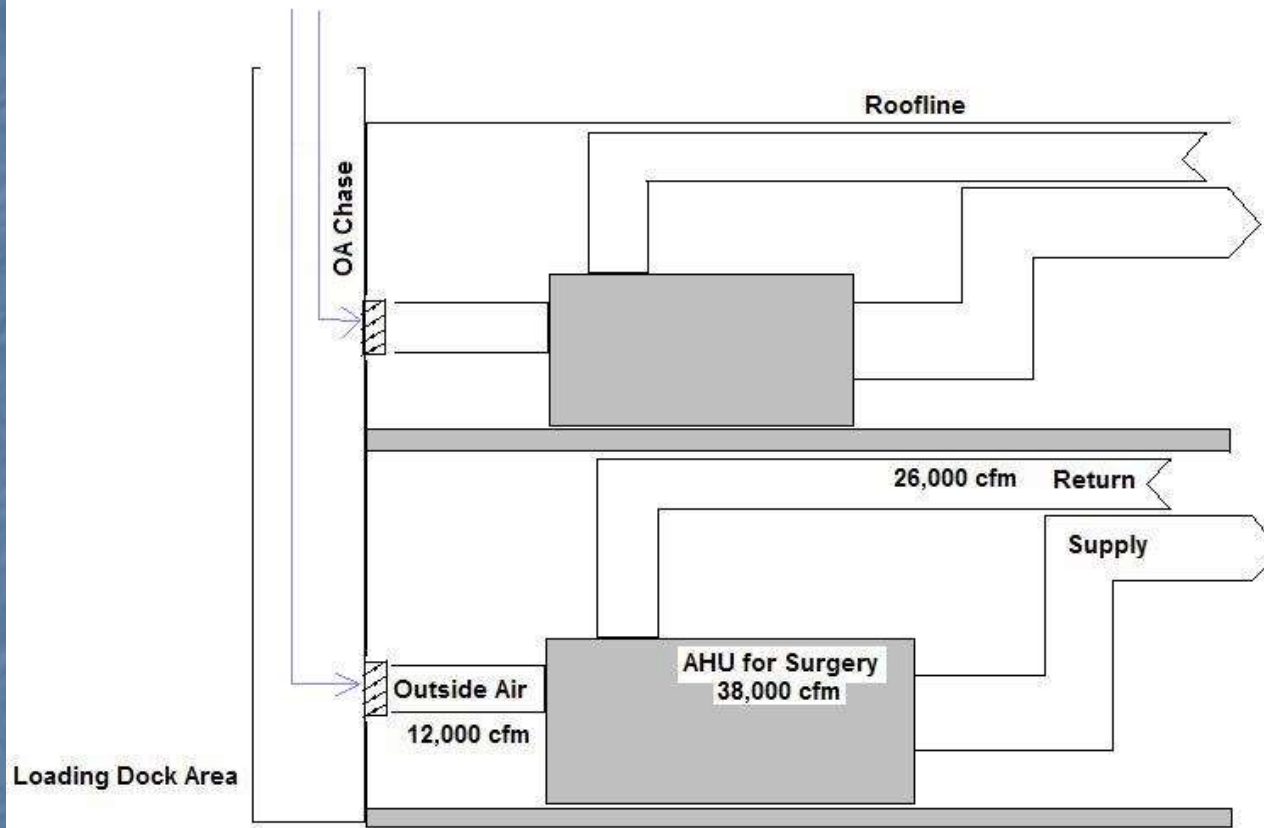 Roofline
OA Chase
26,000 cfm Return
Supply
AHU for Surgery
38,000 cfm
Outside Air
12,000 cfm
Loading Dock Area